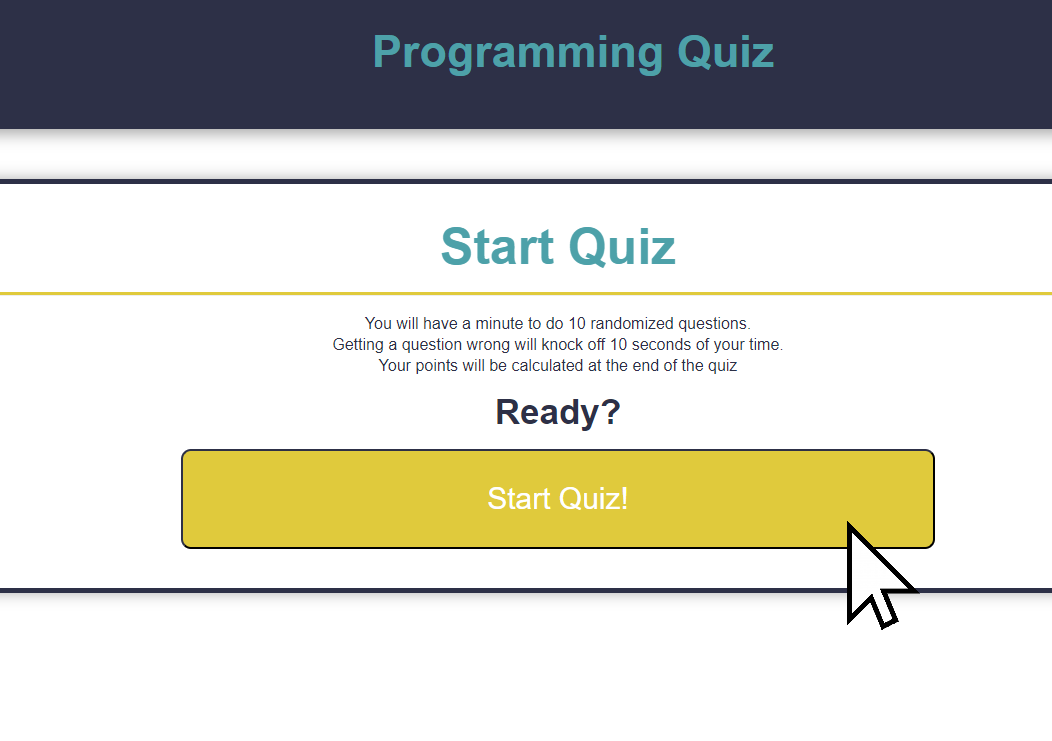 Programming Quiz
Start Quiz
You will have a minute to do 10 randomized questions.
Getting a question wrong will knock off 10 seconds of your time.
Your points will be calculated at the end of the quiz
Ready?
Start Quiz!